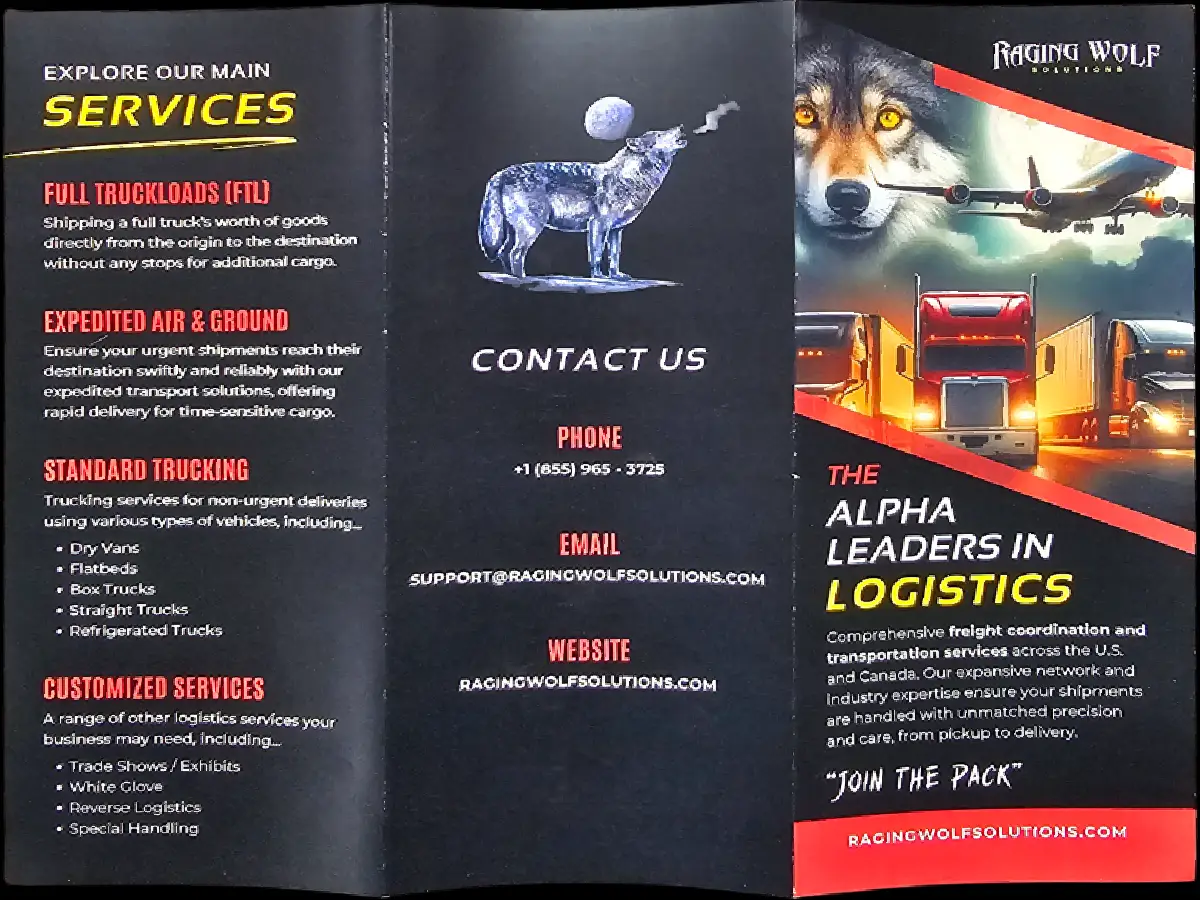 EXPLORE OUR MAIN
SERVICES
FULL TRUCKLOADS (FTL)
Shipping a full truck's worth of goods
directly from the origin to the destination
without any stops for additional cargo.
EXPEDITED AIR & GROUND
Ensure your urgent shipments reach their
destination swiftly and reliably with our
expedited transport solutions, offering
rapid delivery for time-sensitive cargo.
STANDARD TRUCKING
Trucking services for non-urgent deliveries
using various types of vehicles, including...
• Dry Vans
• Flatbeds
• Box Trucks
• Straight Trucks
• Refrigerated Trucks
CUSTOMIZED SERVICES
A range of other logistics services your
business may need, including...
• Trade Shows / Exhibits
• White Glove
• Reverse Logistics
• Special Handling
CONTACT US
PHONE
+1 (855) 965 - 3725
EMAIL
SUPPORT@RAGINGWOLFSOLUTIONS.COM
WEBSITE
RAGINGWOLFSOLUTIONS.COM
RAGING WOLF
SOLUTIONS
THE
ALPHA
LEADERS IN
LOGISTICS
Comprehensive freight coordination and
transportation services across the U.S.
and Canada. Our expansive network and
industry expertise ensure your shipments
are handled with unmatched precision
and care, from pickup to delivery.
"JOIN THE PACK"
RAGINGWOLFSOLUTIONS.COM